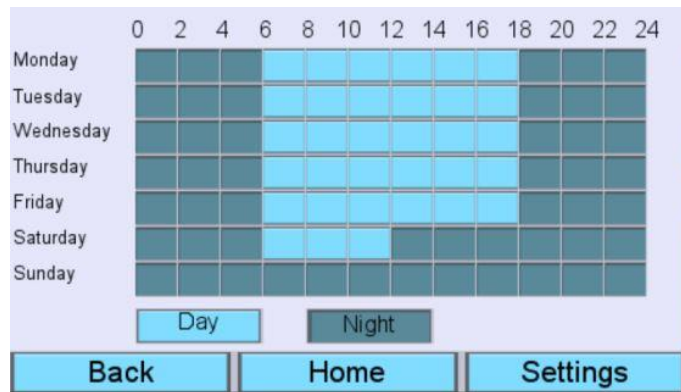 0 2 4 6 8 10 12 14 16 18 20 22 24
Monday
Tuesday
Wednesday
Thursday
Friday
Saturday
Sunday
Day Night
Back Home Settings